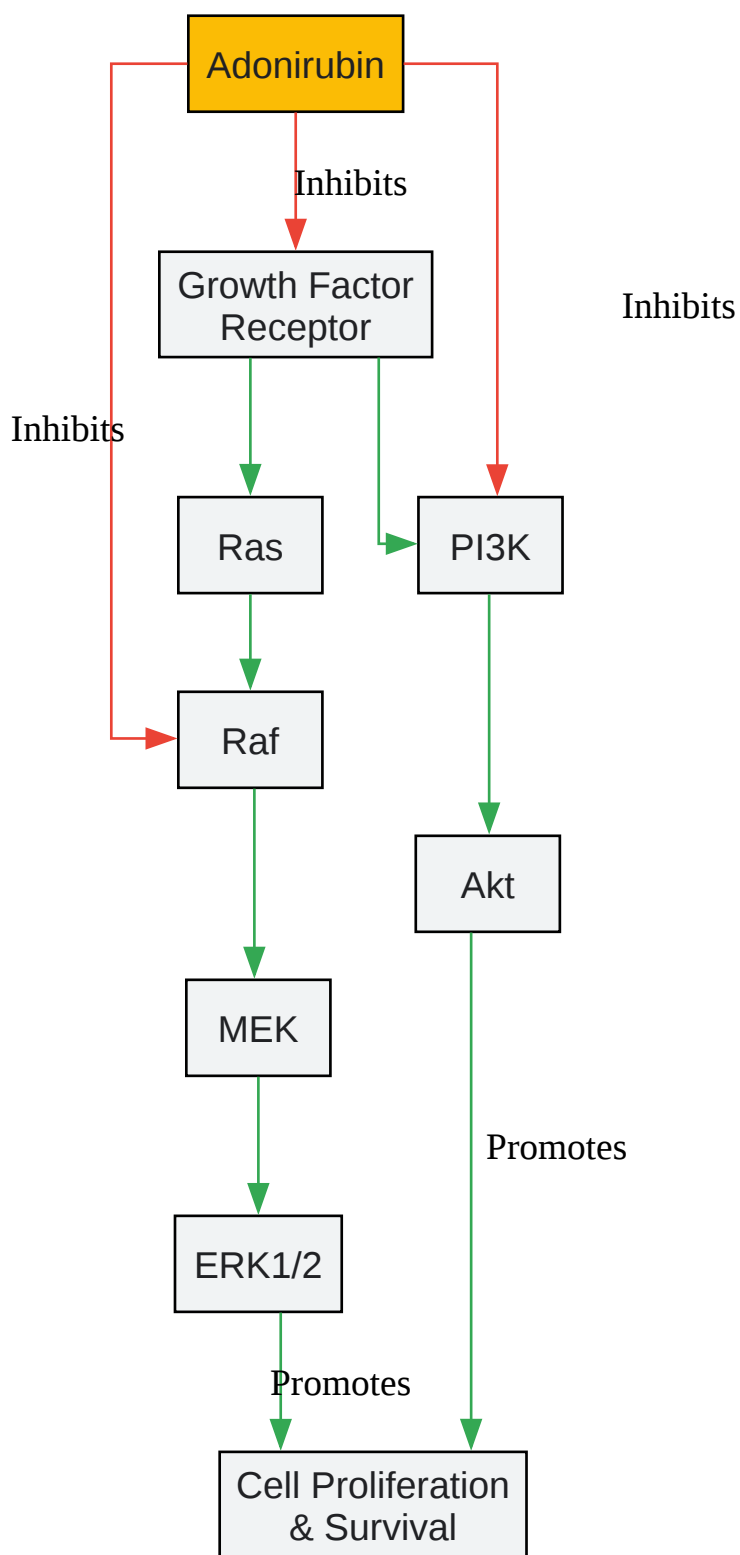 Adonirubin
Inhibits
Growth Factor
Receptor
Inhibits
Inhibits
Ras
PI3K
Raf
Akt
MEK
Promotes
ERK1/2
Promotes
Cell Proliferation
& Survival